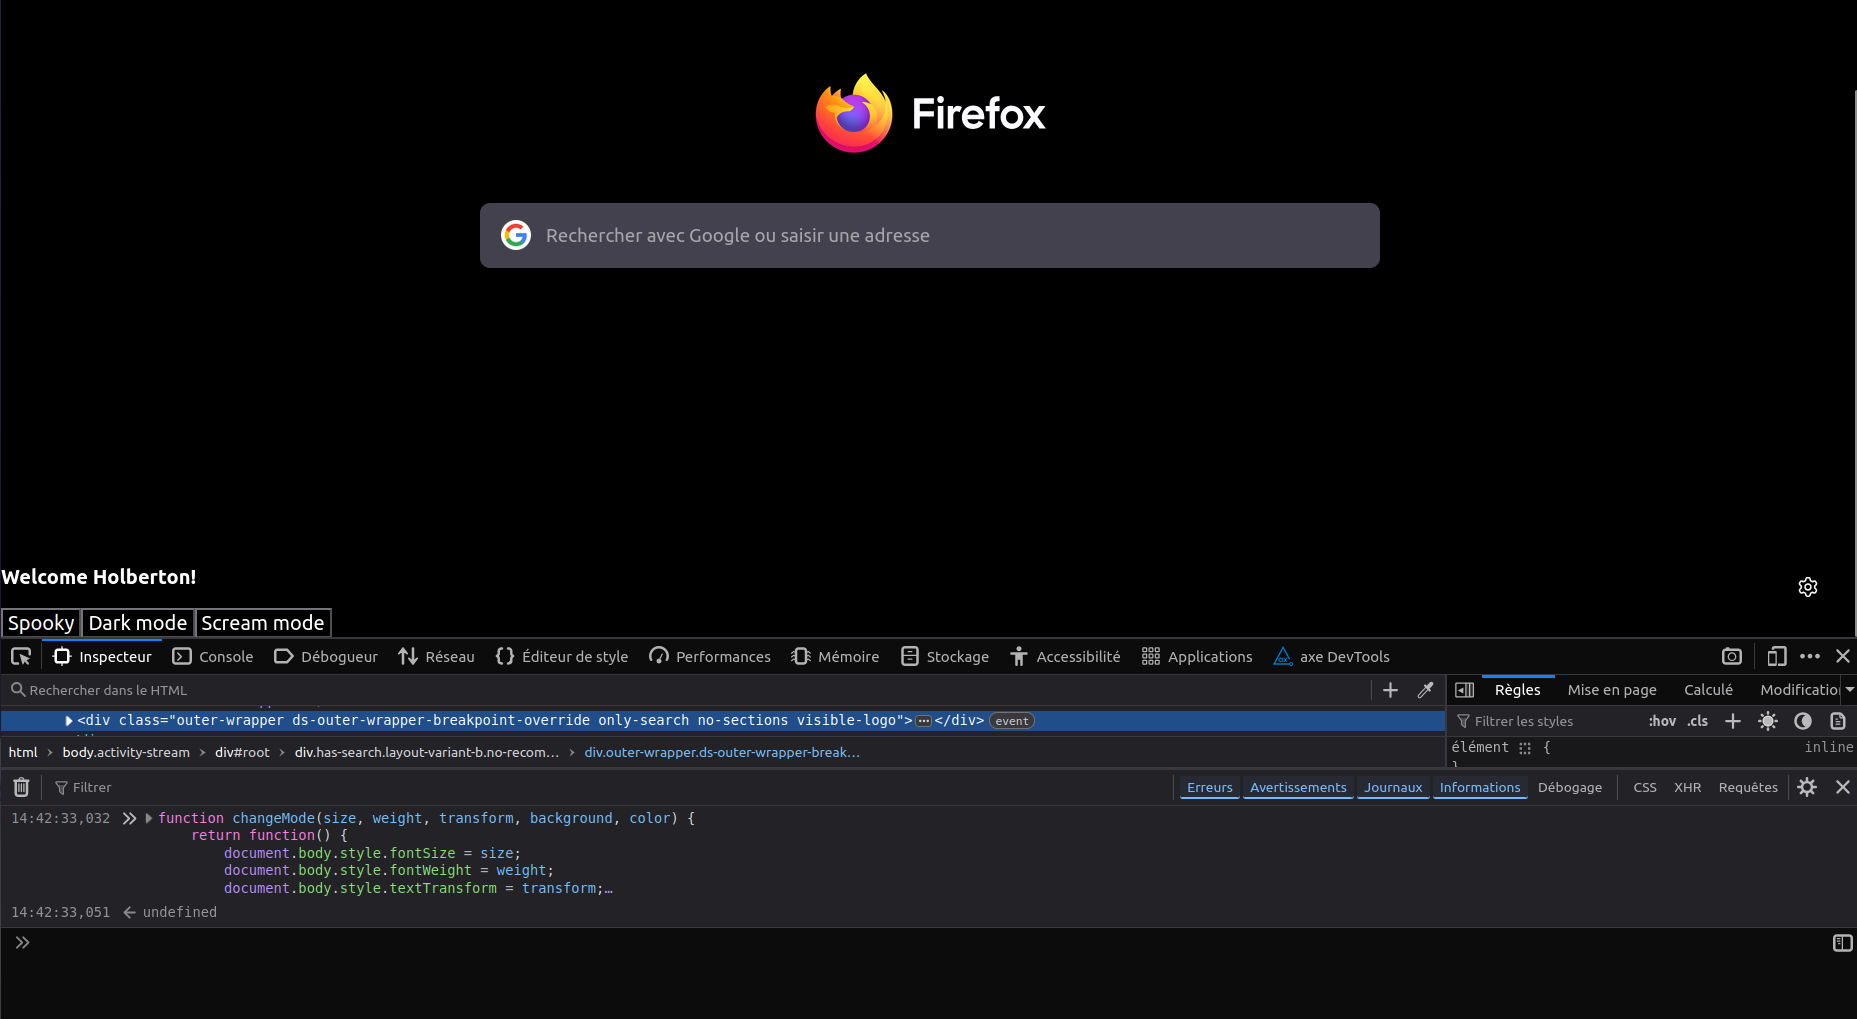 Firefox
Rechercher avec Google ou saisir une adresse
Welcome Holberton!
Spooky Dark mode Scream mode
Inspecteur Console Débogueur Réseau Éditeur de style Performances Mémoire Stockage Accessibilité Applications axe DevTools
Rechercher dans le HTML
Règles Mise en page Calculé Modificatio
<div class="outer-wrapper ds-outer-wrapper-breakpoint-override only-search no-sections visible-logo"></div> event
Filtrer les styles :hov .cls
html body.activity-stream div#root div.has-search.layout-variant-b.no-recom… div.outer-wrapper.ds-outer-wrapper-break…
élément { inline
}
Filtrer Erreurs Avertissements Journaux Informations Débogage CSS XHR Requêtes
14:42:33,032 function changeMode(size, weight, transform, background, color) {
return function() {
document.body.style.fontSize = size;
document.body.style.fontWeight = weight;
document.body.style.textTransform = transform;…
14:42:33,051 undefined